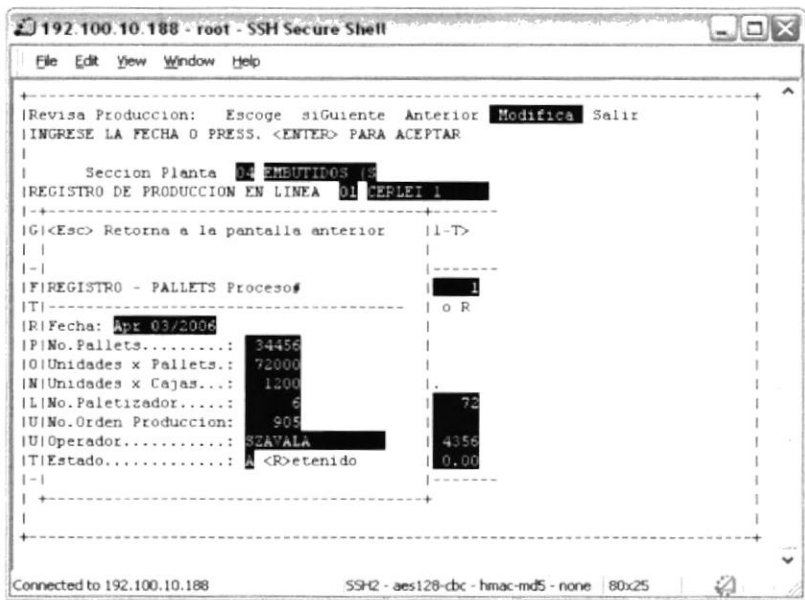 192.100.10.188 - root - SSH Secure Shell
File Edit View Window Help
Revisa Produccion: Escoge siGuiente Anterior Modifica Salir
INGRESE LA FECHA O PRESS. <ENTER> PARA ACEPTAR
Seccion Planta 04 EMBUTIDOS (S
REGISTRO DE PRODUCCION EN LINEA 01 CEPLEI 1
G|<Esc> Retorna a la pantalla anterior |1-T>
F|REGISTRO - PALLETS Proceso# | 1
T| | o R
R|Fecha: Apr 03/2006
P|No.Pallets.........: 34456
O|Unidades x Pallets.: 72000
N|Unidades x Cajas...: 1200 |.
L|No.Paletizador.....: 6 | 72
U|No.Orden Produccion: 905
U|Operador...........: SZAVALA | 4356
T|Estado.............: A <R>etenido | 0.00
Connected to 192.100.10.188 SSH2 - aes128-cbc - hmac-md5 - none 80x25